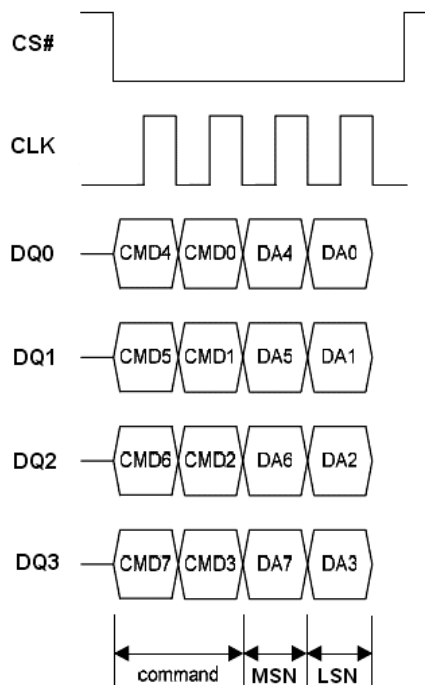 CS#
CLK
DQ0 CMD4 CMD0 DA4 DA0
DQ1 CMD5 CMD1 DA5 DA1
DQ2 CMD6 CMD2 DA6 DA2
DQ3 CMD7 CMD3 DA7 DA3
command MSN LSN